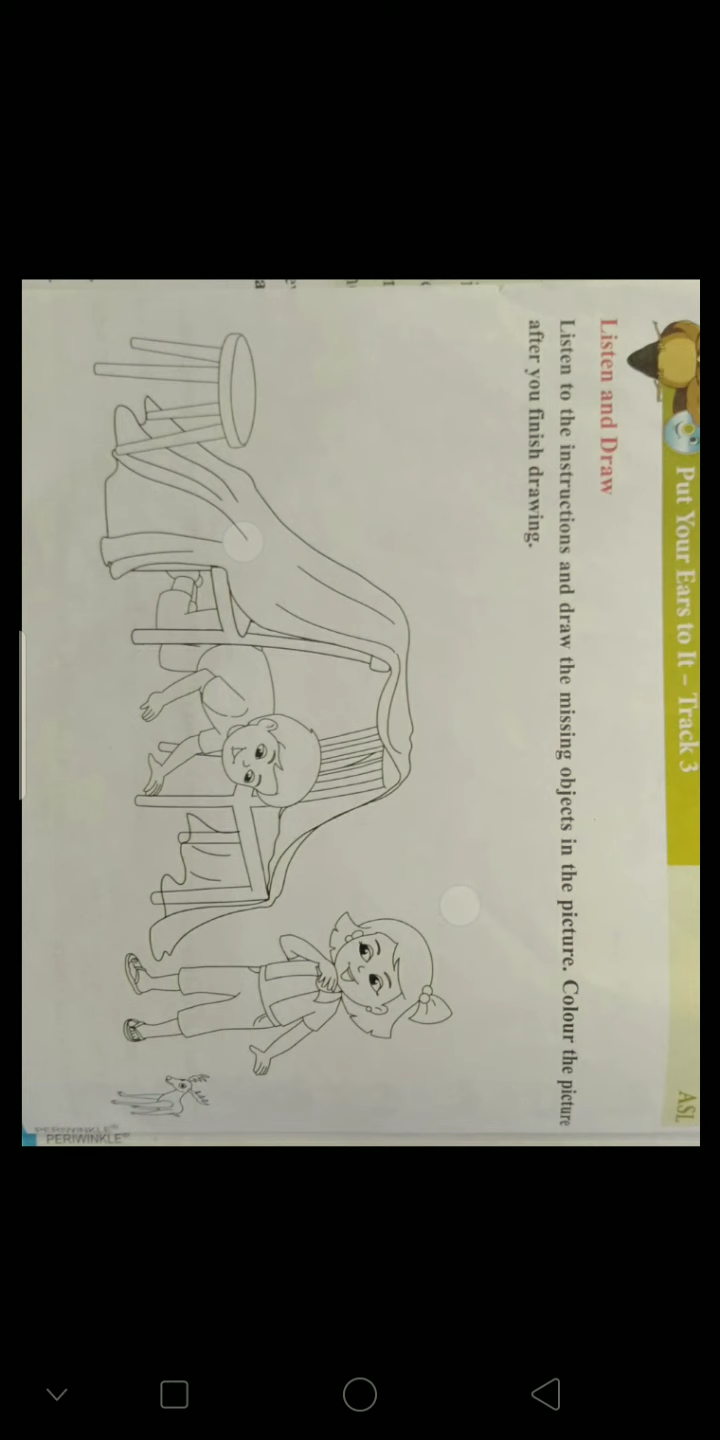 Put Your Ears to It – Track 3
ASL
Listen and Draw
Listen to the instructions and draw the missing objects in the picture. Colour the picture
after you finish drawing.
PERIWINKLE®
PERIWINKLE®